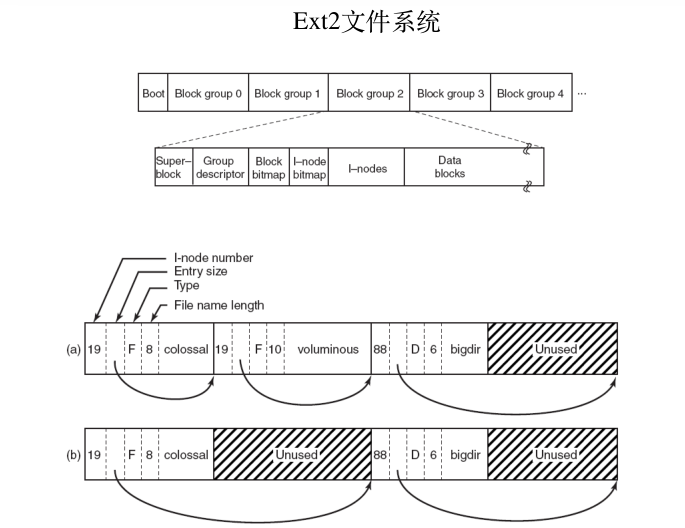 Ext2文件系统
Boot Block group 0 Block group 1 Block group 2 Block group 3 Block group 4 ...
Super– Group Block I–node I–nodes Data
block descriptor bitmap bitmap blocks
I-node number
Entry size
Type
File name length
(a) 19 F 8 colossal 19 F 10 voluminous 88 D 6 bigdir Unused
(b) 19 F 8 colossal Unused 88 D 6 bigdir Unused